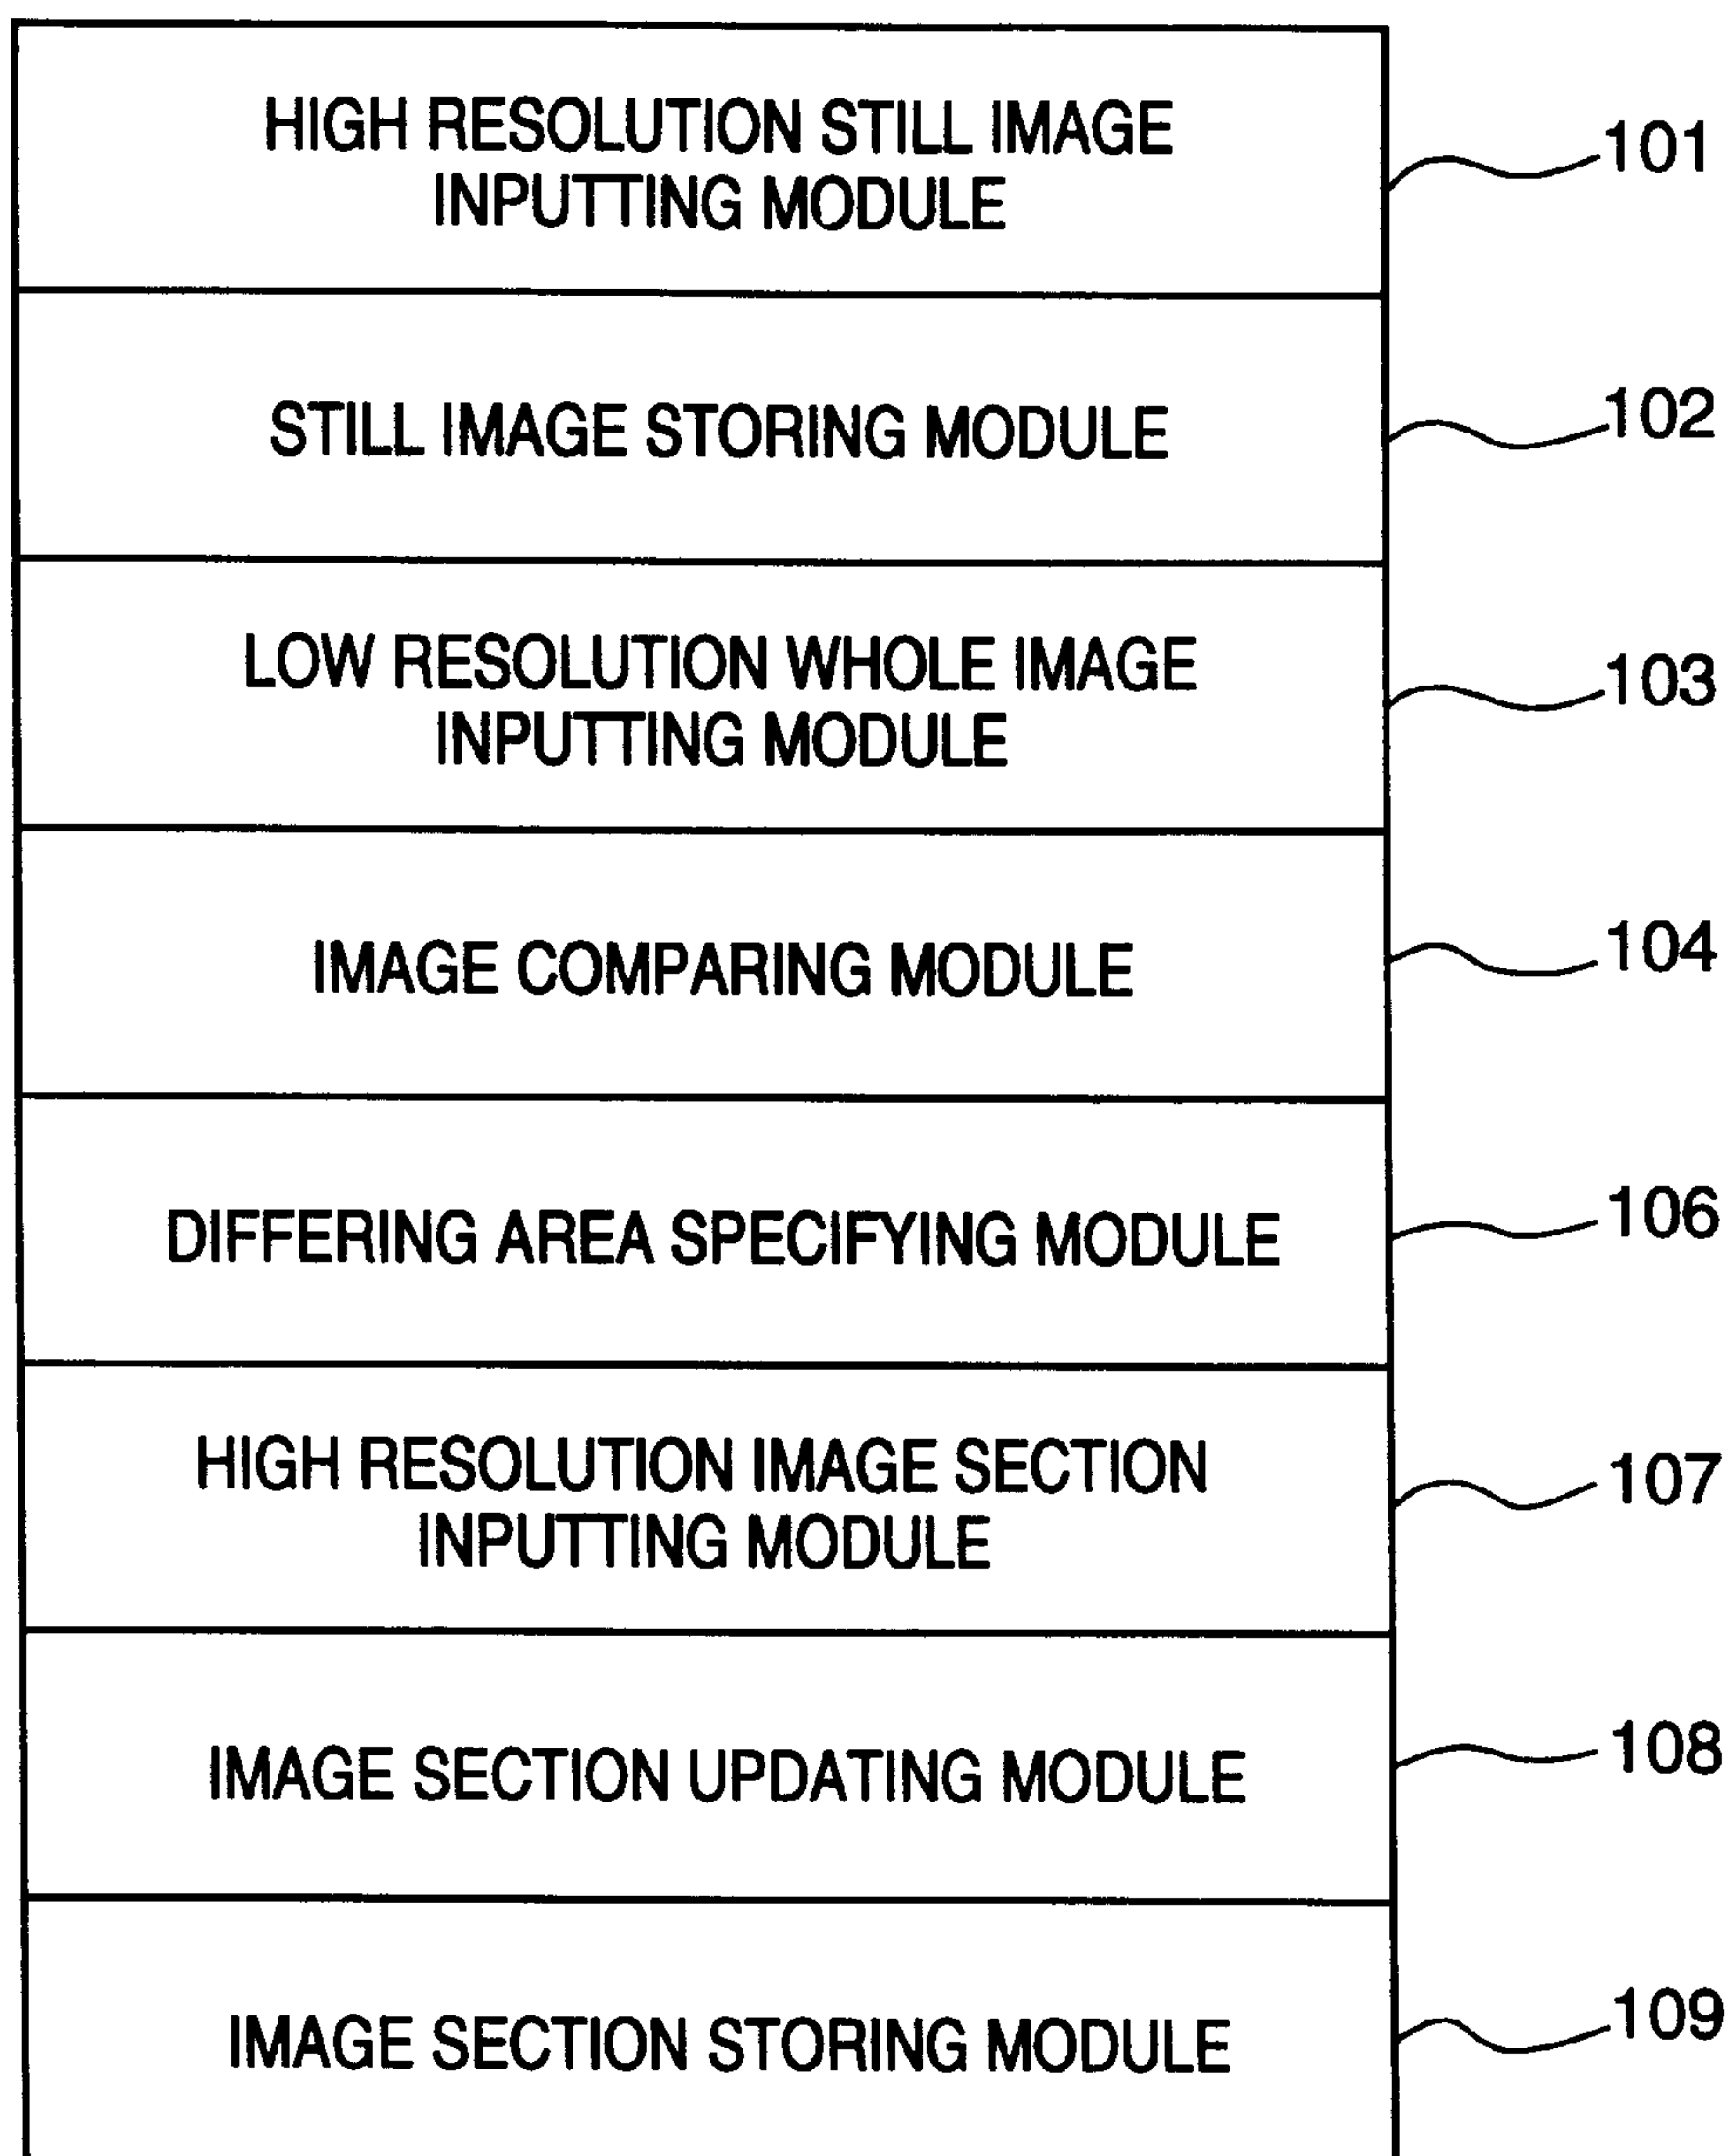 HIGH RESOLUTION STILL IMAGE
INPUTTING MODULE
101
STILL IMAGE STORING MODULE
102
LOW RESOLUTION WHOLE IMAGE
INPUTTING MODULE
103
IMAGE COMPARING MODULE
104
DIFFERING AREA SPECIFYING MODULE
106
HIGH RESOLUTION IMAGE SECTION
INPUTTING MODULE
107
IMAGE SECTION UPDATING MODULE
108
IMAGE SECTION STORING MODULE
109